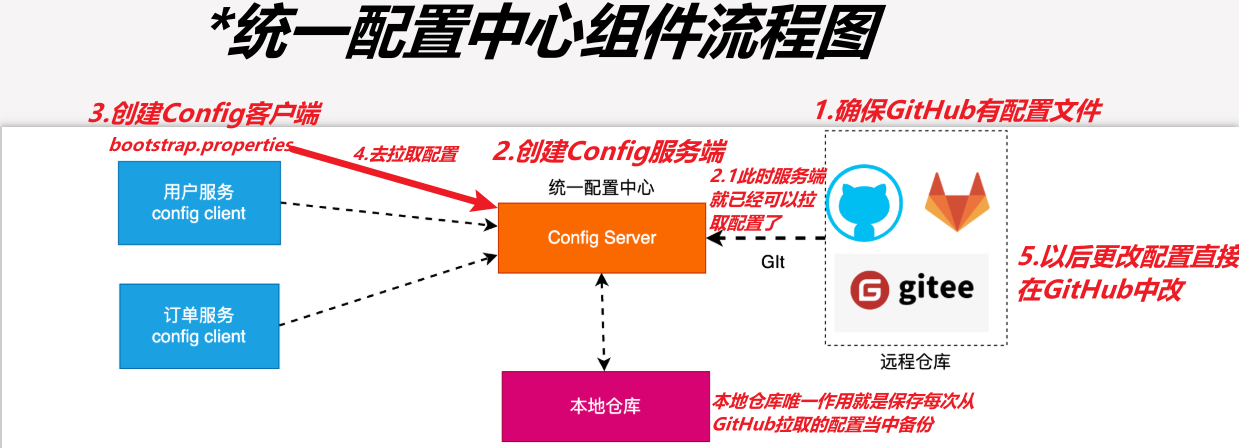 *统一配置中心组件流程图
3.创建Config客户端
1.确保GitHub有配置文件
bootstrap.properties
4.去拉取配置
2.创建Config服务端
2.1此时服务端
就已经可以拉
取配置了
用户服务
config client
统一配置中心
Config Server
GIt
gitee
5.以后更改配置直接
在GitHub中改
订单服务
config client
远程仓库
本地仓库
本地仓库唯一作用就是保存每次从
GitHub拉取的配置当中备份